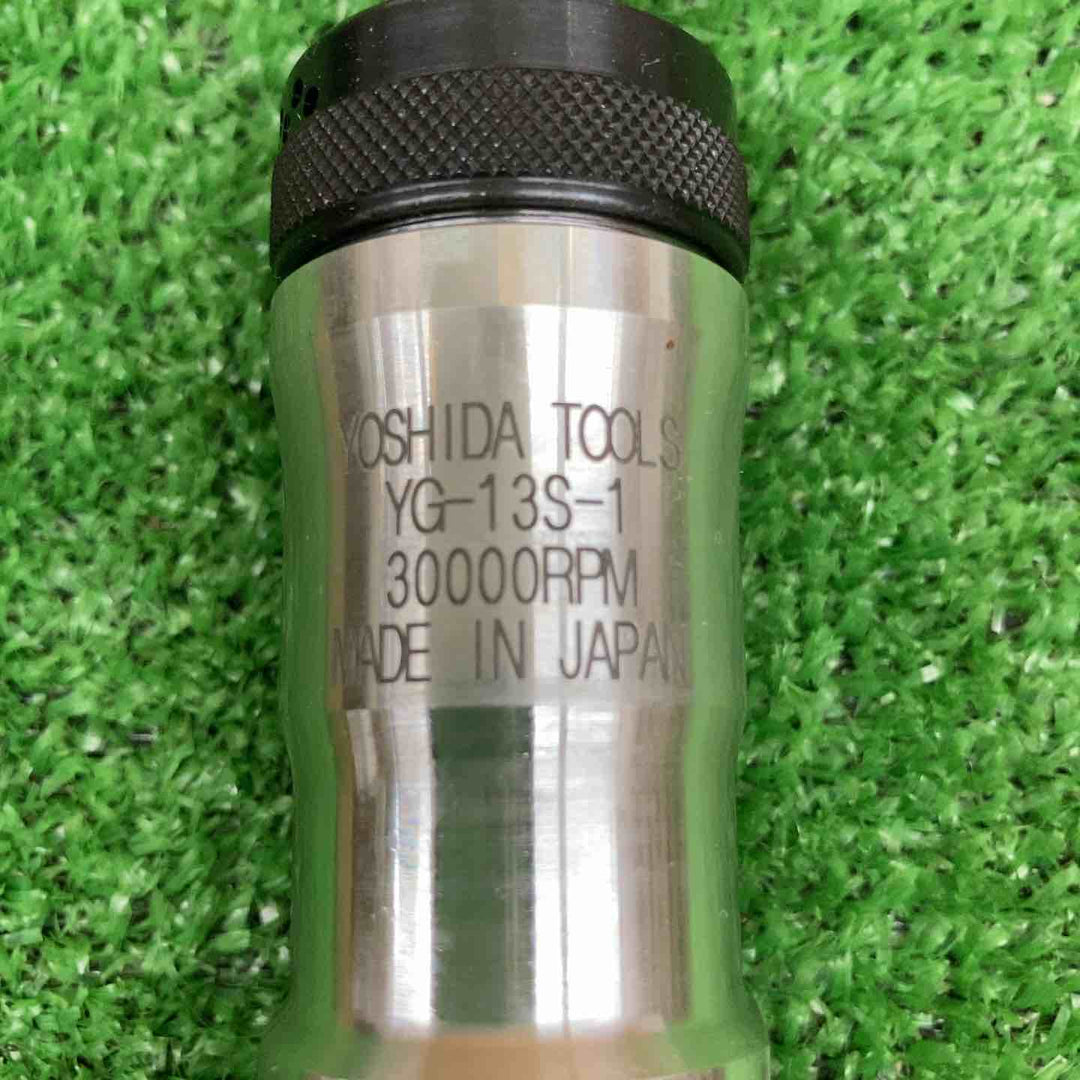 YOSHIDA TOOLS
YG-13S-1
30000RPM
MADE IN JAPAN